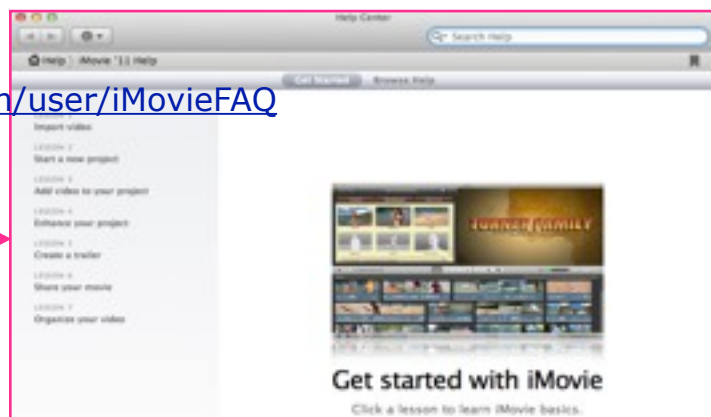 Help Center
Search Help
Help | iMovie '11 Help
Get Started Browse Help
n/user/iMovieFAQ
Import video
LESSON 2
Start a new project
LESSON 3
Add video to your project
LESSON 4
Enhance your project
LESSON 5
Create a trailer
LESSON 6
Share your movie
LESSON 7
Organize your video
TURNER FAMILY
Get started with iMovie
Click a lesson to learn iMovie basics.